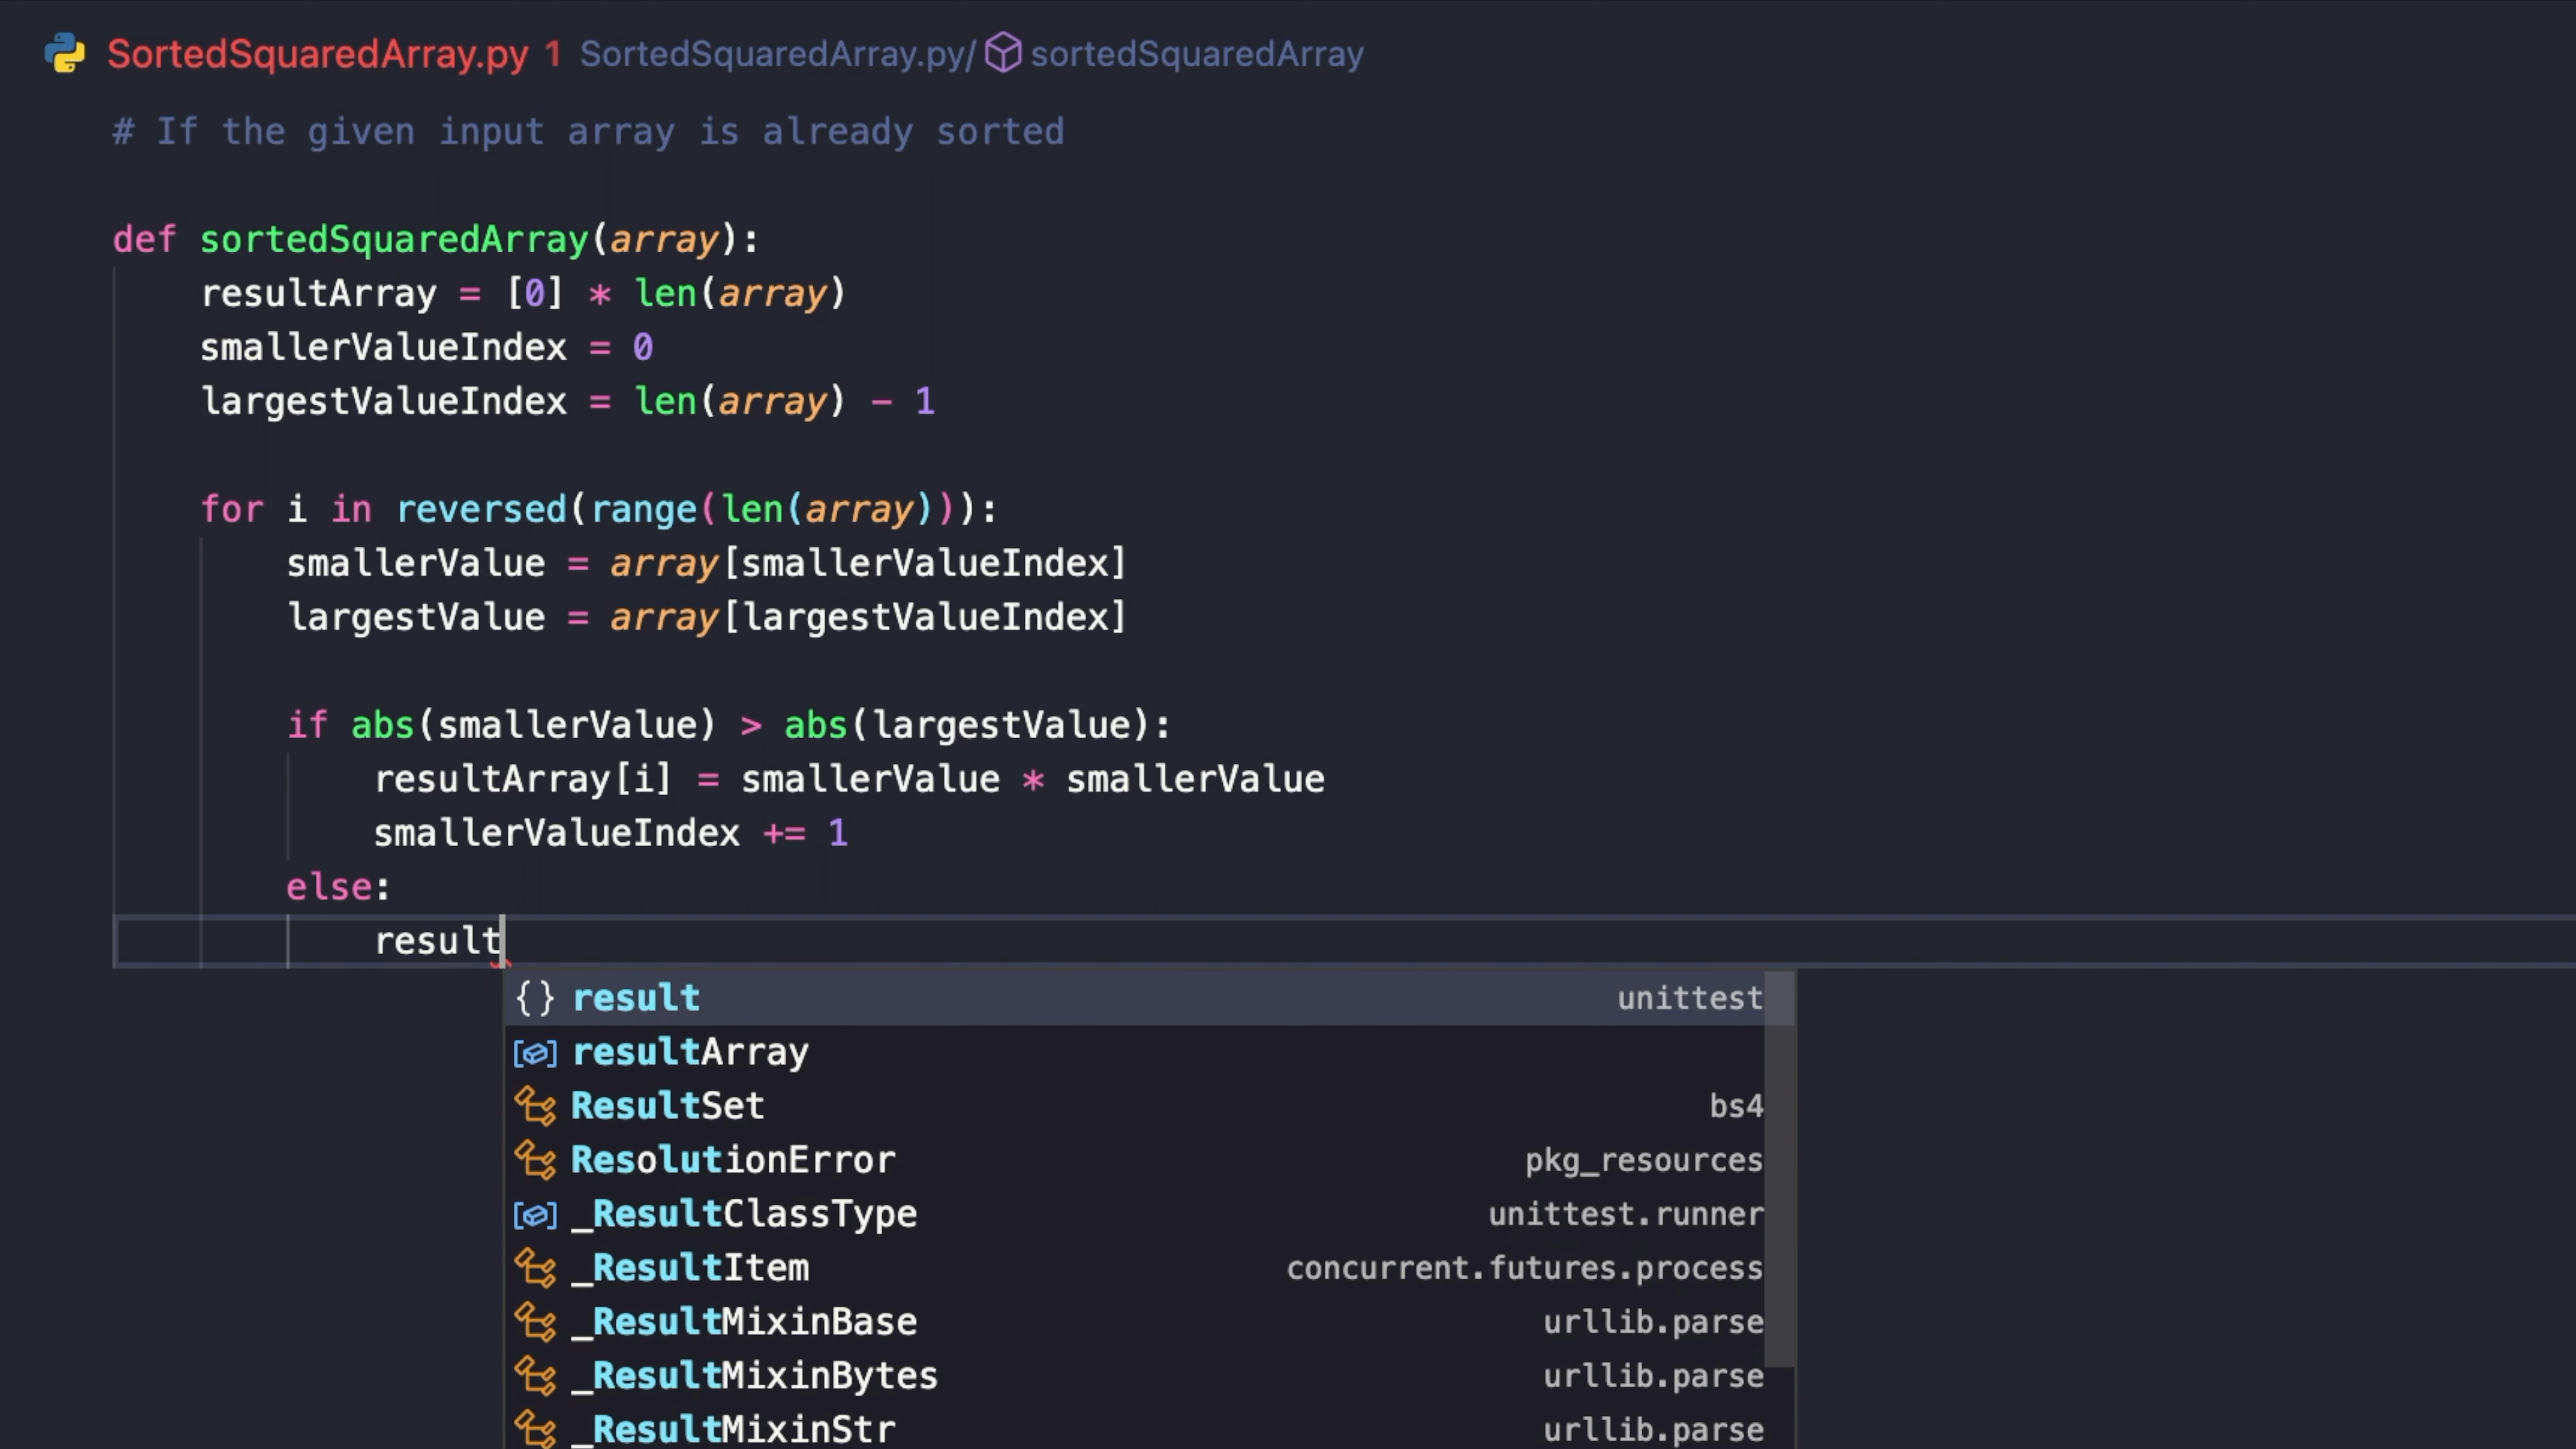 SortedSquaredArray.py 1 SortedSquaredArray.py/ sortedSquaredArray
# If the given input array is already sorted
def sortedSquaredArray(array):
    resultArray = [0] * len(array)
    smallerValueIndex = 0
    largestValueIndex = len(array) - 1
    for i in reversed(range(len(array))):
        smallerValue = array[smallerValueIndex]
        largestValue = array[largestValueIndex]
        if abs(smallerValue) > abs(largestValue):
            resultArray[i] = smallerValue * smallerValue
            smallerValueIndex += 1
        else:
            result
{} result unittest
resultArray
ResultSet bs4
ResolutionError pkg_resources
_ResultClassType unittest.runner
_ResultItem concurrent.futures.process
_ResultMixinBase urllib.parse
_ResultMixinBytes urllib.parse
_ResultMixinStr urllib.parse